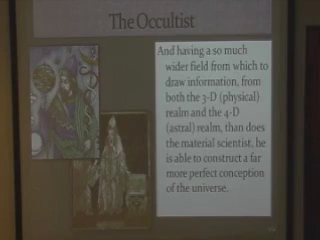 The Occultist
And having a so much
wider field from which to
draw information, from
both the 3-D (physical)
realm and the 4-D
(astral) realm, than does
the material scientist, he
is able to construct a far
more perfect conception
of the universe.